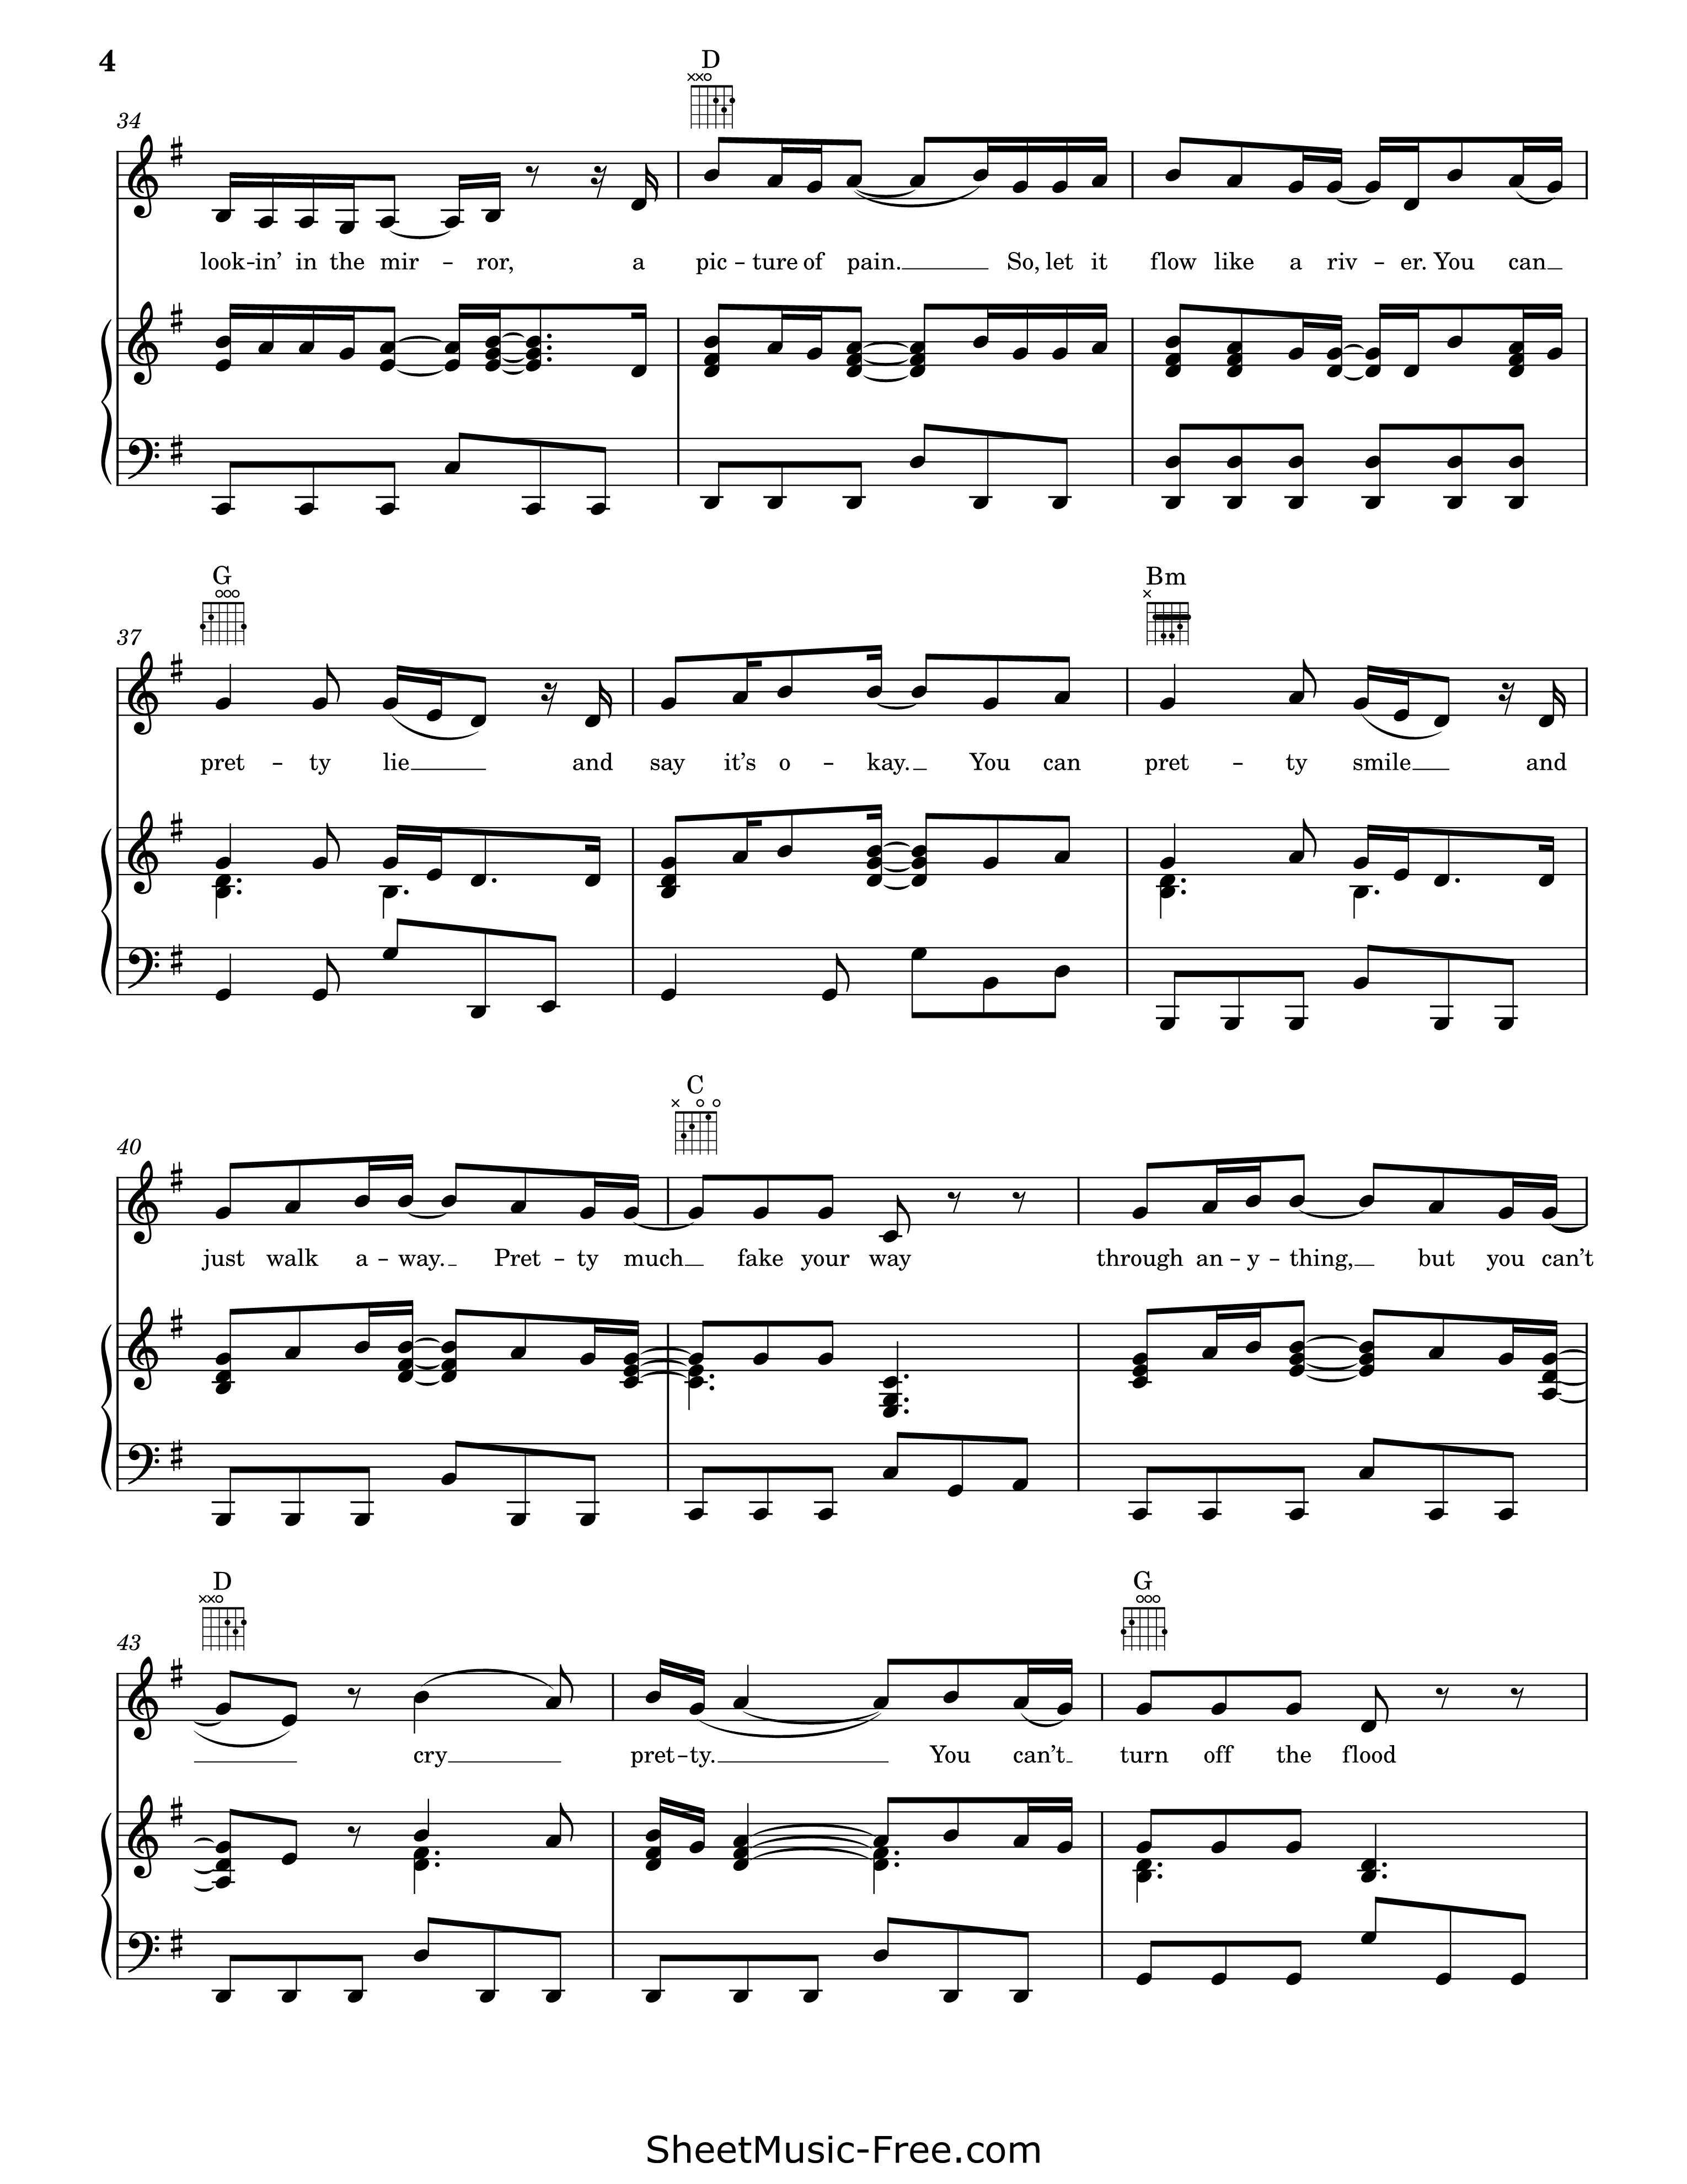 4
D
34
look-in’ in the mir - ror, a pic - ture of pain. So, let it flow like a riv - er. You can
G Bm
37
pret - ty lie and say it’s o - kay. You can pret - ty smile and
C
40
just walk a - way. Pret - ty much fake your way through an - y - thing, but you can’t
D G
43
cry pret - ty. You can’t turn off the flood
SheetMusic-Free.com